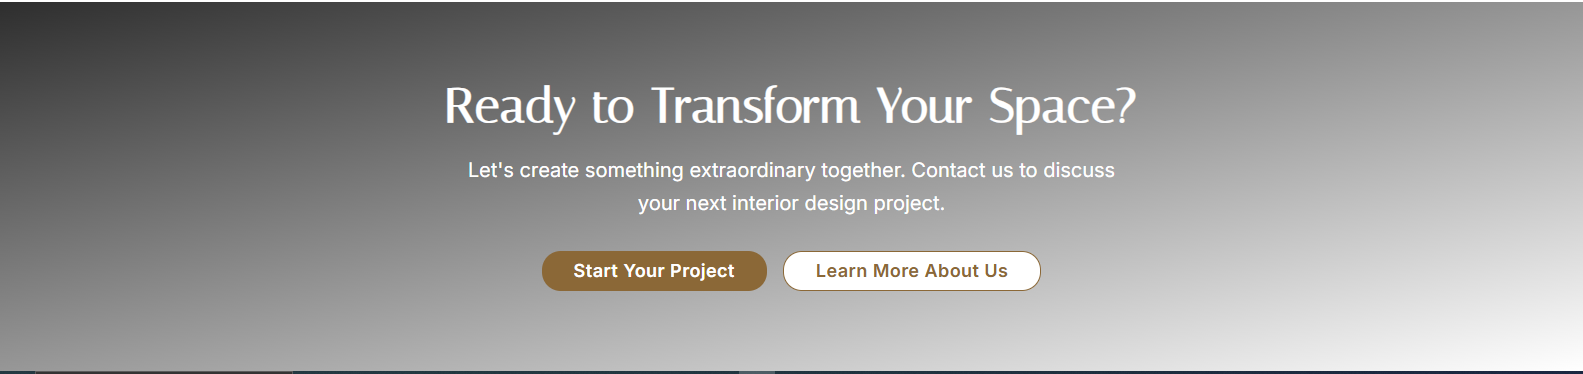 Ready to Transform Your Space?
Let's create something extraordinary together. Contact us to discuss
your next interior design project.
Start Your Project
Learn More About Us